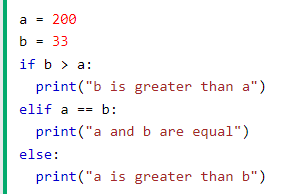 a = 200
b = 33
if b > a:
  print("b is greater than a")
elif a == b:
  print("a and b are equal")
else:
  print("a is greater than b")